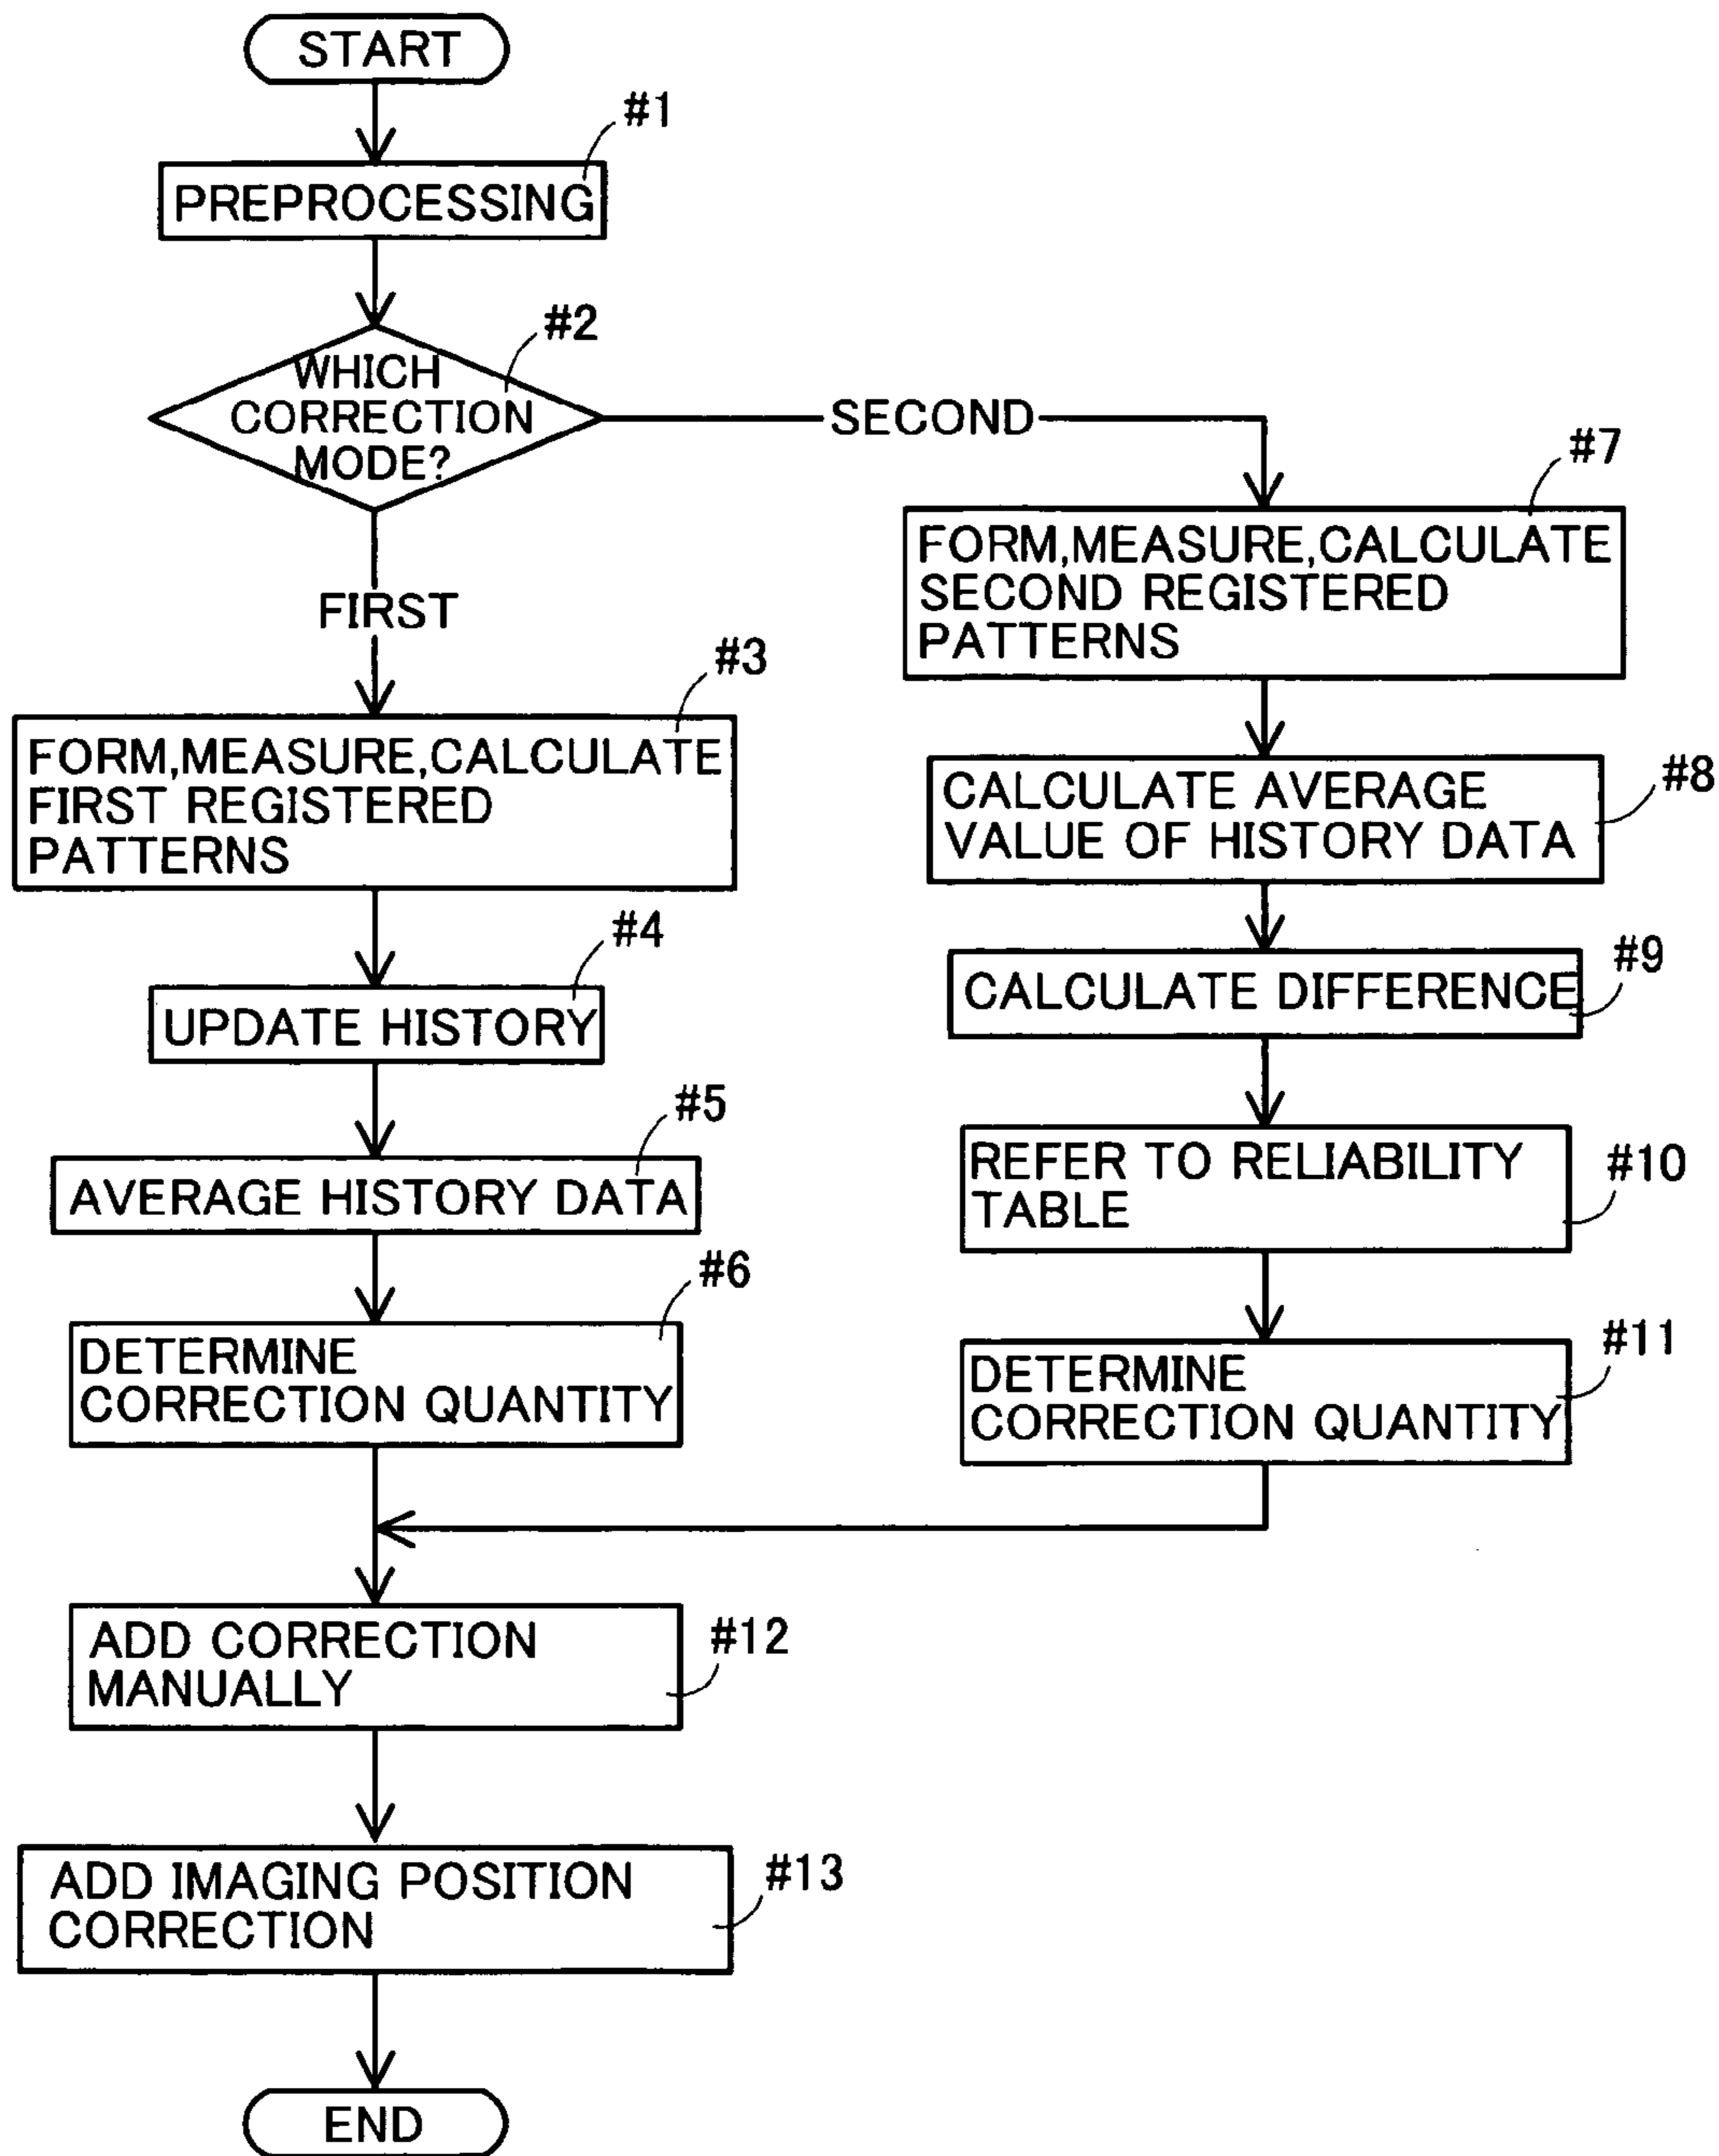 START
#1
PREPROCESSING
#2
WHICH
CORRECTION
MODE?
SECOND
FIRST
#3
FORM,MEASURE,CALCULATE
FIRST REGISTERED
PATTERNS
#4
UPDATE HISTORY
#5
AVERAGE HISTORY DATA
#6
DETERMINE
CORRECTION QUANTITY
#7
FORM,MEASURE,CALCULATE
SECOND REGISTERED
PATTERNS
#8
CALCULATE AVERAGE
VALUE OF HISTORY DATA
#9
CALCULATE DIFFERENCE
#10
REFER TO RELIABILITY
TABLE
#11
DETERMINE
CORRECTION QUANTITY
#12
ADD CORRECTION
MANUALLY
#13
ADD IMAGING POSITION
CORRECTION
END